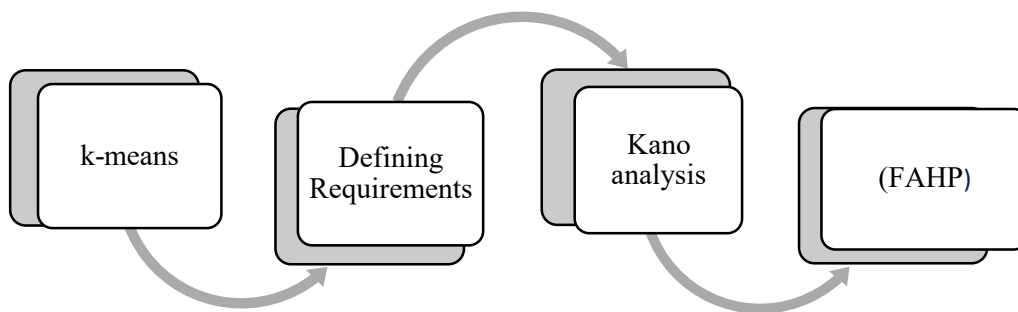 k-means
Defining
Requirements
Kano
analysis
(FAHP)